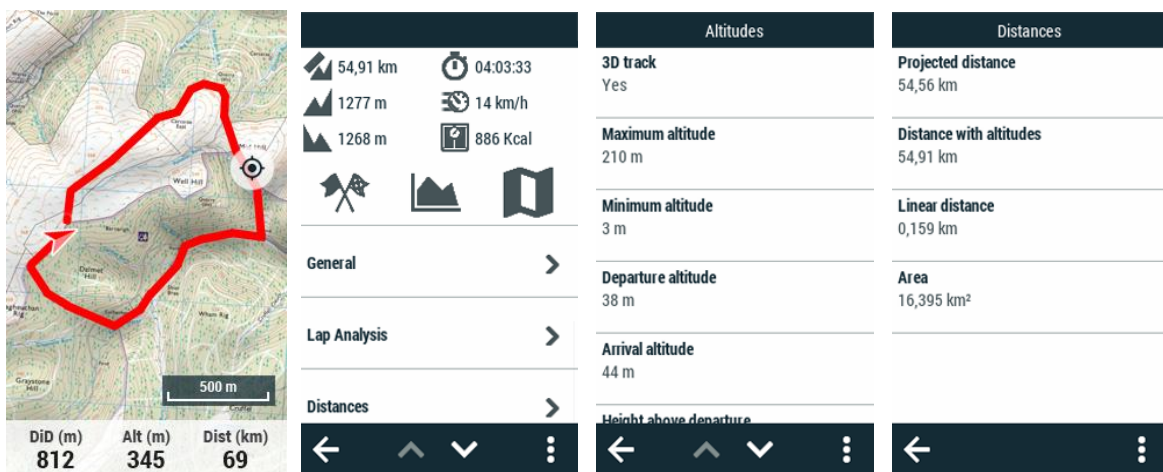 Well Hill
Dalmet
Hill
Wham Rig
Graystone
Hill
500 m
DiD (m)
Alt (m)
Dist (km)
812
345
69
54,91 km
04:03:33
1277 m
14 km/h
1268 m
886 Kcal
General
Lap Analysis
Distances
Altitudes
3D track
Yes
Maximum altitude
210 m
Minimum altitude
3 m
Departure altitude
38 m
Arrival altitude
44 m
Height above departure
Distances
Projected distance
54,56 km
Distance with altitudes
54,91 km
Linear distance
0,159 km
Area
16,395 km²